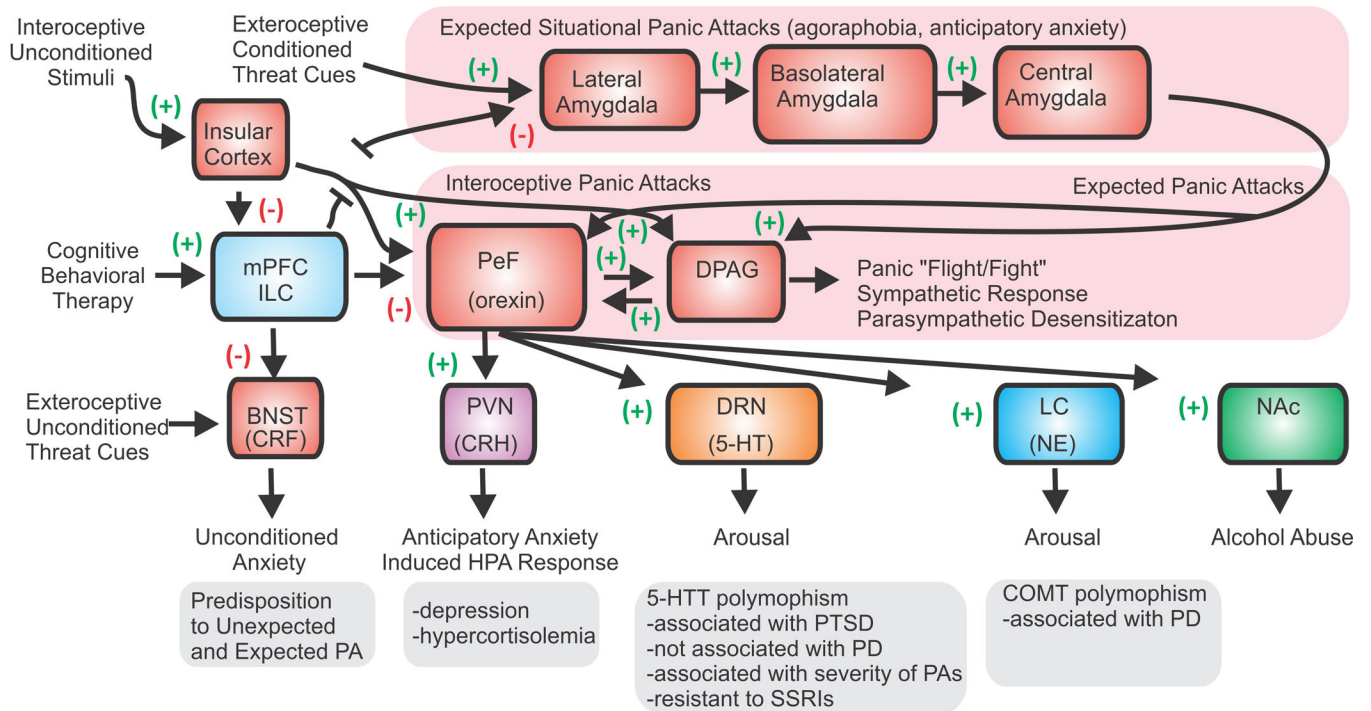 Interoceptive
Unconditioned
Stimuli
Exteroceptive
Conditioned
Threat Cues
Expected Situational Panic Attacks (agoraphobia, anticipatory anxiety)
(+)
(+)
(+)
(+)
Lateral
Amygdala
Basolateral
Amygdala
Central
Amygdala
(-)
Insular
Cortex
Interoceptive Panic Attacks
Expected Panic Attacks
(-)
(+)
(+)
(+)
(+)
Cognitive
Behavioral
Therapy
mPFC
ILC
PeF
(orexin)
(+)
DPAG
Panic "Flight/Fight"
Sympathetic Response
Parasympathetic Desensitizaton
(-)
(+)
(-)
(+)
Exteroceptive
Unconditioned
Threat Cues
BNST
(CRF)
PVN
(CRH)
(+)
DRN
(5-HT)
(+)
LC
(NE)
(+)
NAc
Unconditioned
Anxiety
Anticipatory Anxiety
Induced HPA Response
Arousal
Arousal
Alcohol Abuse
Predisposition
to Unexpected
and Expected PA
-depression
-hypercortisolemia
5-HTT polymophism
-associated with PTSD
-not associated with PD
-associated with severity of PAs
-resistant to SSRIs
COMT polymophism
-associated with PD